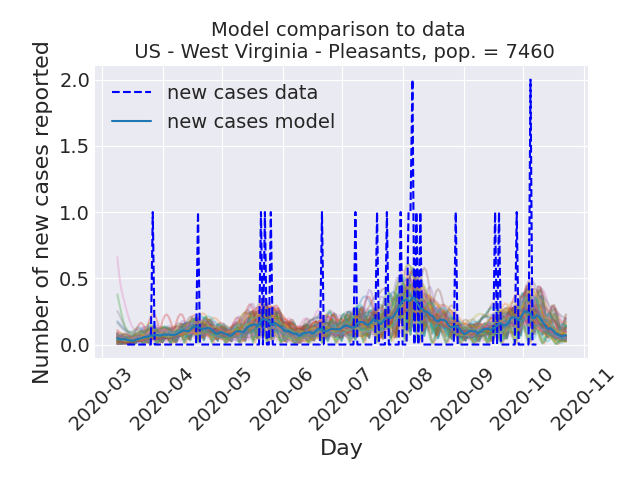 Model comparison to data
US - West Virginia - Pleasants, pop. = 7460
Number of new cases reported
2.0
1.5
1.0
0.5
0.0
new cases data
new cases model
2020-03
2020-04
2020-05
2020-06
2020-07
2020-08
2020-09
2020-10
2020-11
Day